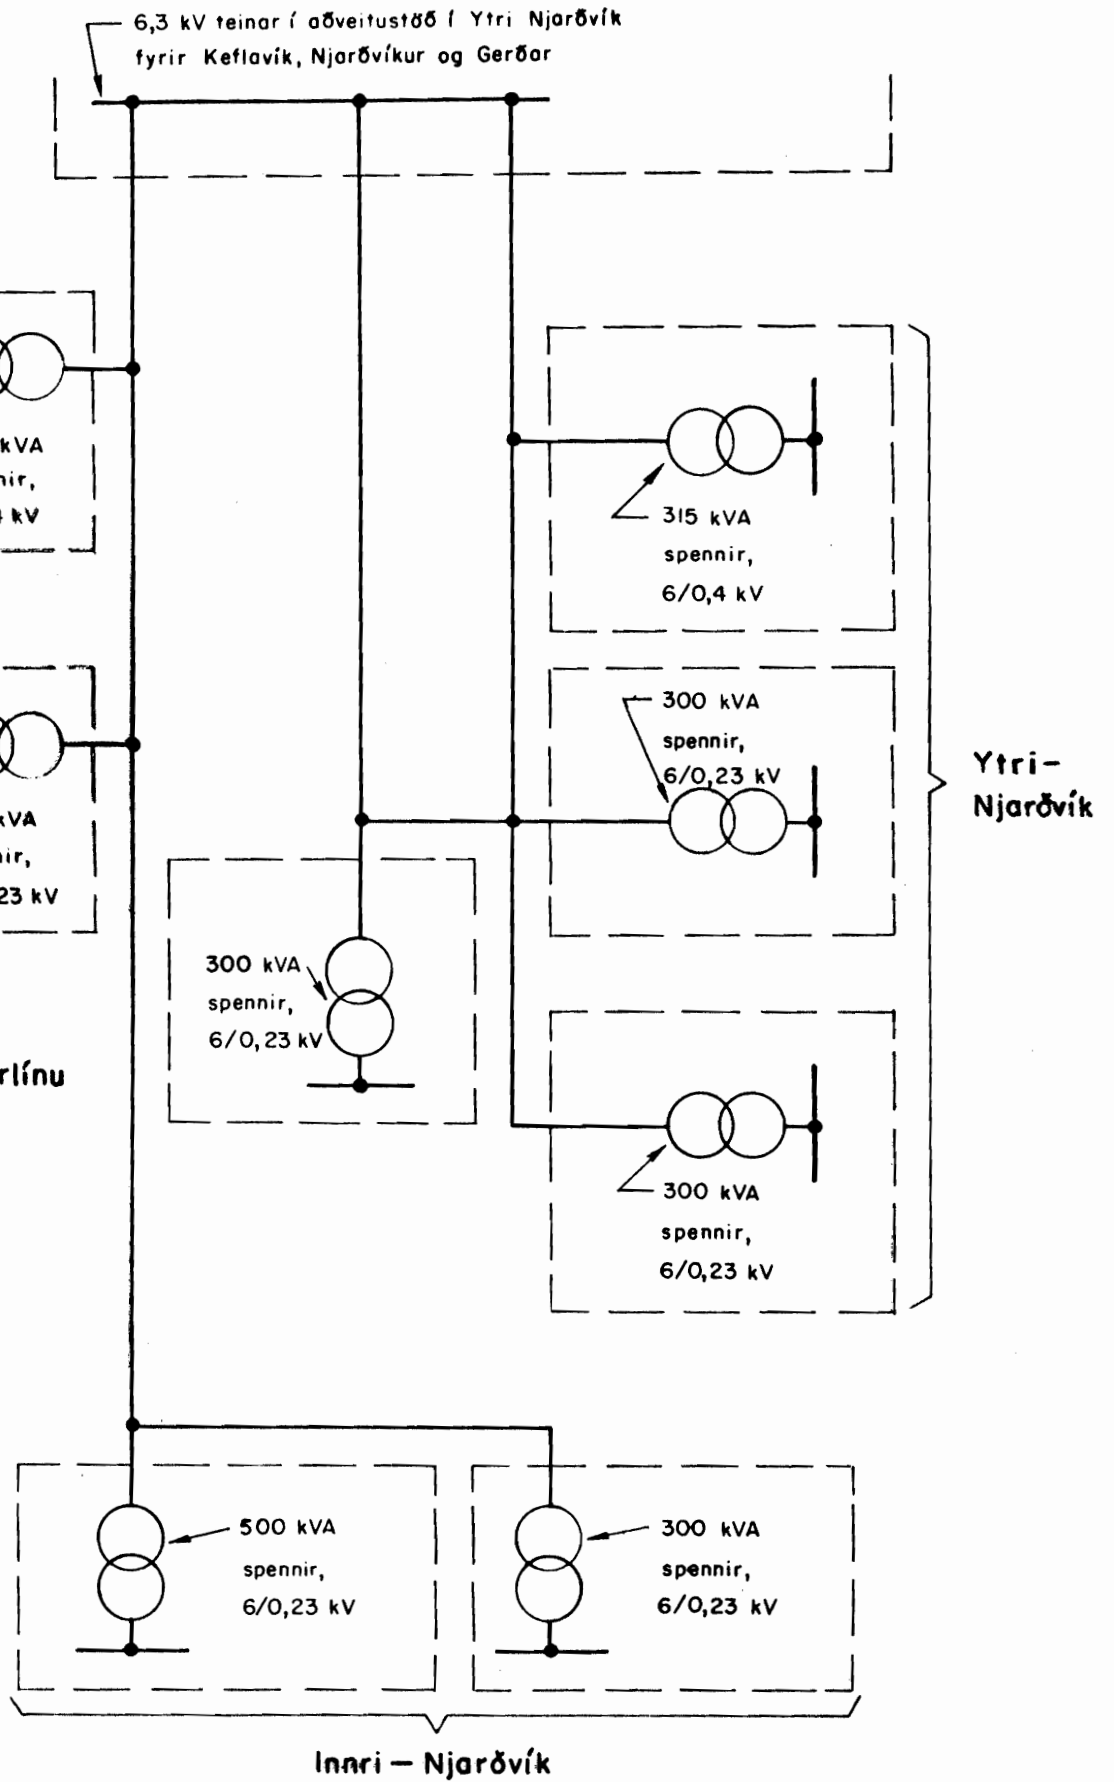 6,3 kV teinar í aðveitustöð í Ytri Njarðvík
fyrir Keflavík, Njarðvíkur og Gerðar
kVA
kV
315 kVA
spennir,
6/0,4 kV
300 kVA
spennir,
6/0,23 kV
Ytri-
Njarðvík
kVA
23 kV
300 kVA
spennir,
6/0,23 kV
rlínu
300 kVA
spennir,
6/0,23 kV
500 kVA
spennir,
6/0,23 kV
300 kVA
spennir,
6/0,23 kV
Innri - Njarðvík